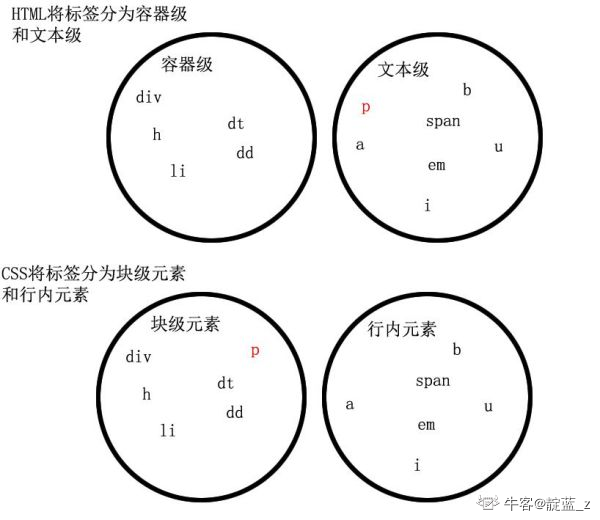 HTML将标签分为容器级
和文本级
容器级
div
h
dt
dd
li
文本级
b
p
span
a
u
em
i
CSS将标签分为块级元素
和行内元素
块级元素
p
div
dt
h
dd
li
行内元素
b
span
a
u
em
i
牛客@靛蓝_z